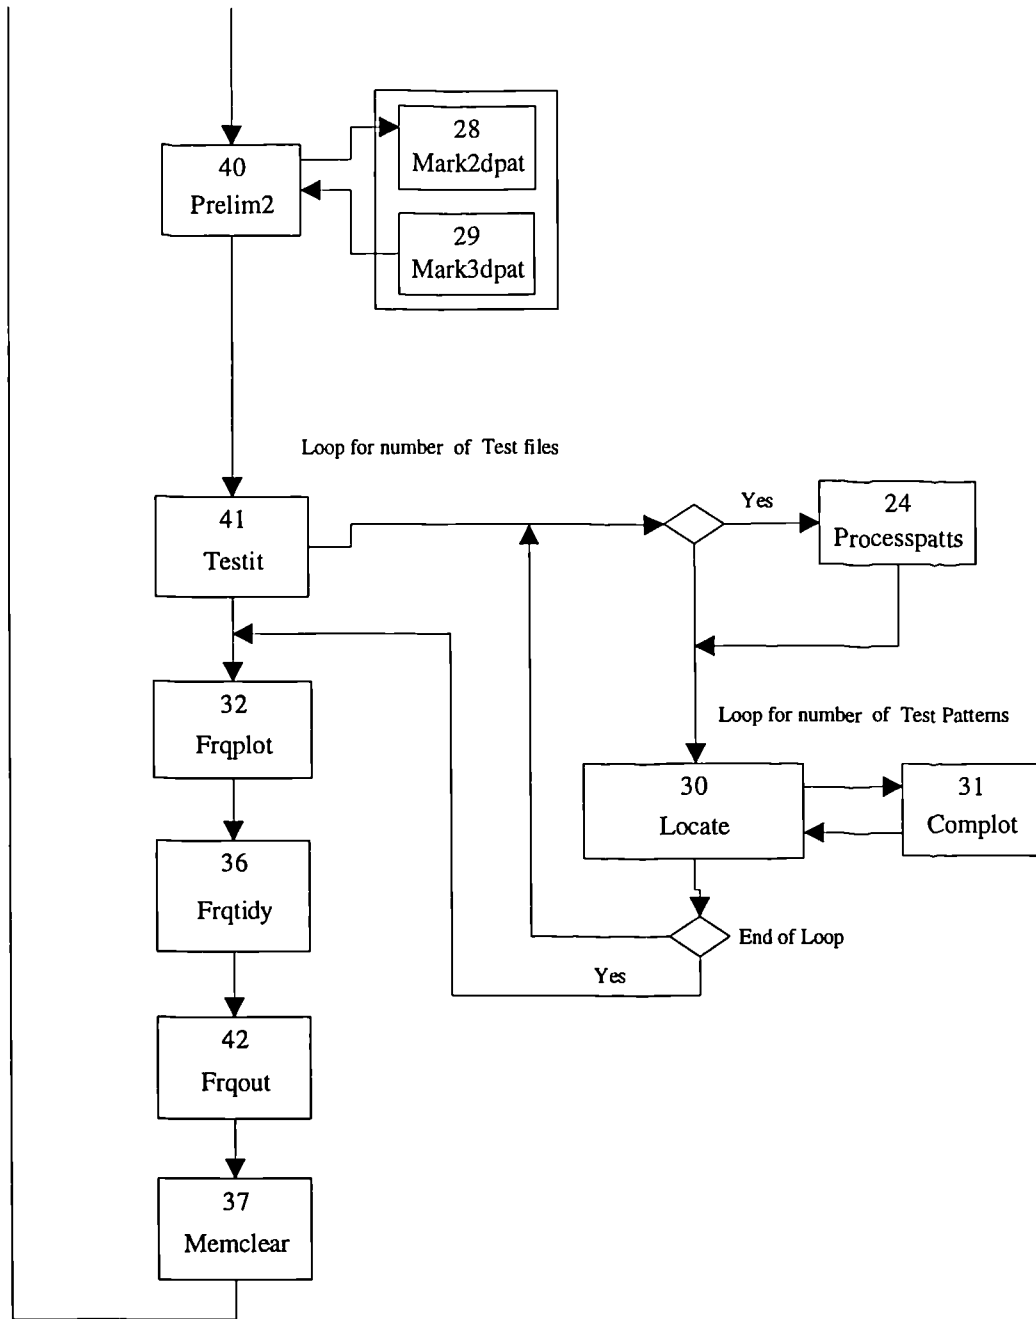 28
Mark2dpat
40
Prelim2
29
Mark3dpat
Loop for number of Test files
41
Testit
Yes
24
Processpatts
32
Frqplot
Loop for number of Test Patterns
30
Locate
31
Complot
36
Frqtidy
End of Loop
Yes
42
Frqout
37
Memclear